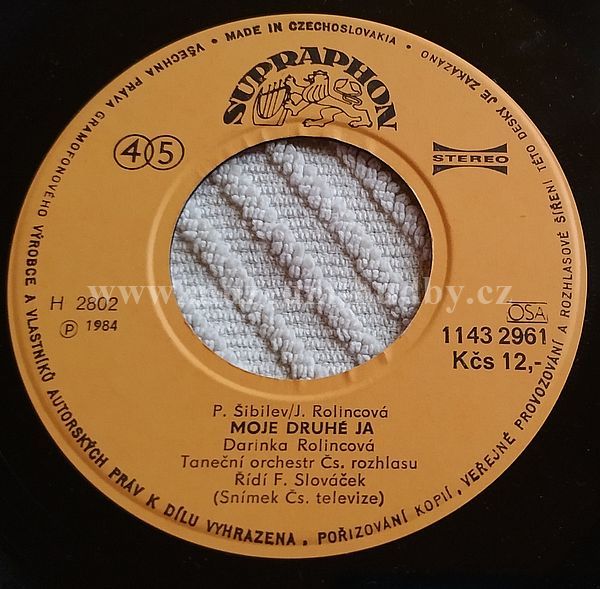 VŠECHNA PRÁVA GRAMOFONOVÉHO VÝROBCE A VLASTNÍKŮ AUTORSKÝCH PRÁV K DÍLU VYHRAZENA, POŘIZOVÁNÍ KOPIÍ, VEŘEJNÉ PROVOZOVÁNÍ A ROZHLASOVÉ ŠÍŘENÍ TÉTO DESKY JE ZAKÁZÁNO • MADE IN CZECHOSLOVAKIA •
SUPRAPHON
45
STEREO
H 2802
Ⓟ 1984
OSA
1143 2961
Kčs 12,-
P. Šibilev/J. Rolincová
MOJE DRUHÉ JA
Darinka Rolincová
Taneční orchestr Čs. rozhlasu
Řídí F. Slováček
(Snímek Čs. televize)